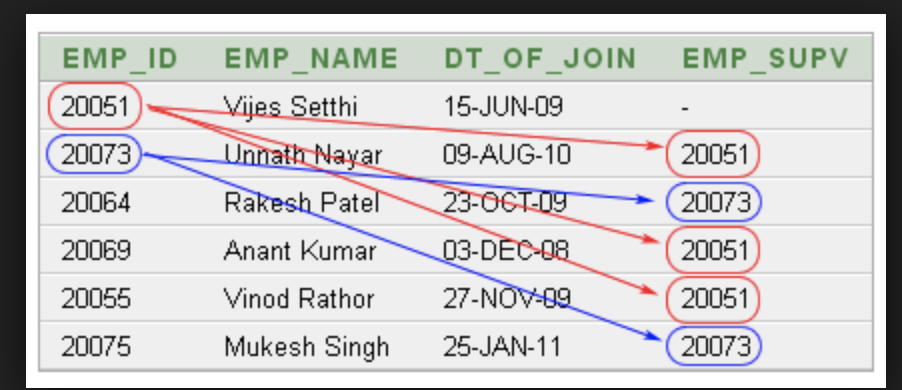 EMP_ID EMP_NAME DT_OF_JOIN EMP_SUPV
20051 Vijes Setthi 15-JUN-09 -
20073 Unnath Nayar 09-AUG-10 20051
20064 Rakesh Patel 23-OCT-09 20073
20069 Anant Kumar 03-DEC-08 20051
20055 Vinod Rathor 27-NOV-09 20051
20075 Mukesh Singh 25-JAN-11 20073